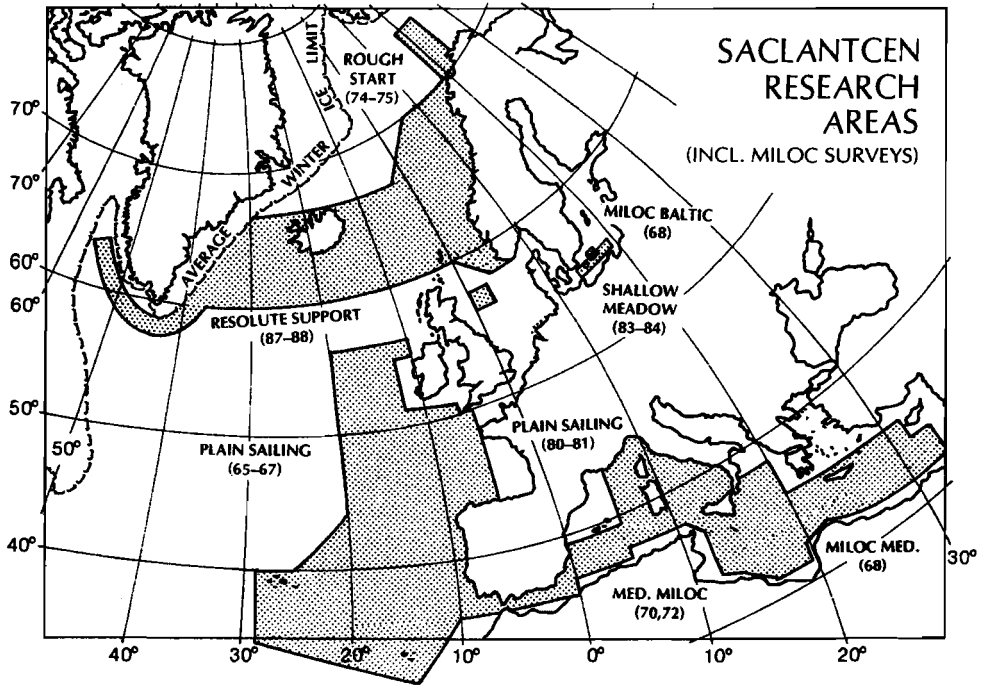 SACLANTCEN
RESEARCH
AREAS
(INCL. MILOC SURVEYS)
ROUGH
START
(74–75)
AVERAGE WINTER ICE LIMIT
MILOC BALTIC
(68)
SHALLOW
MEADOW
(83–84)
RESOLUTE SUPPORT
(87–88)
PLAIN SAILING
(65–67)
PLAIN SAILING
(80–81)
MED. MILOC
(70,72)
MILOC MED.
(68)
70°
70°
60°
60°
50°
50°
40°
30°
40°
30°
20°
10°
0°
10°
20°